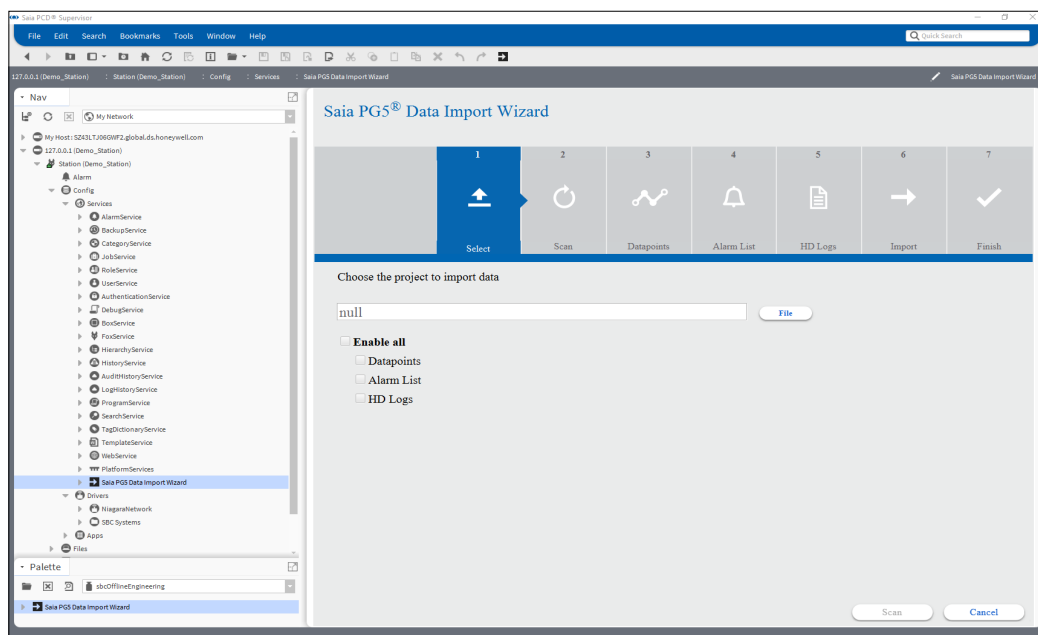 Saia PCD® Supervisor
File Edit Search Bookmarks Tools Window Help
Quick Search
127.0.0.1 (Demo_Station) : Station (Demo_Station) : Config : Services : Saia PG5 Data Import Wizard
Saia PG5 Data Import Wizard
Nav
My Network
My Host : SZ43LTJ06GWF2.global.ds.honeywell.com
127.0.0.1 (Demo_Station)
Station (Demo_Station)
Alarm
Config
Services
AlarmService
BackupService
CategoryService
JobService
RoleService
UserService
AuthenticationService
DebugService
BoxService
FoxService
HierarchyService
HistoryService
AuditHistoryService
LogHistoryService
ProgramService
SearchService
TagDictionaryService
TemplateService
WebService
PlatformServices
Saia PG5 Data Import Wizard
Drivers
NiagaraNetwork
SBC Systems
Apps
Files
Palette
sbcOfflineEngineering
Saia PG5 Data Import Wizard
Saia PG5® Data Import Wizard
1 2 3 4 5 6 7
Select Scan Datapoints Alarm List HD Logs Import Finish
Choose the project to import data
null File
Enable all
Datapoints
Alarm List
HD Logs
Scan Cancel